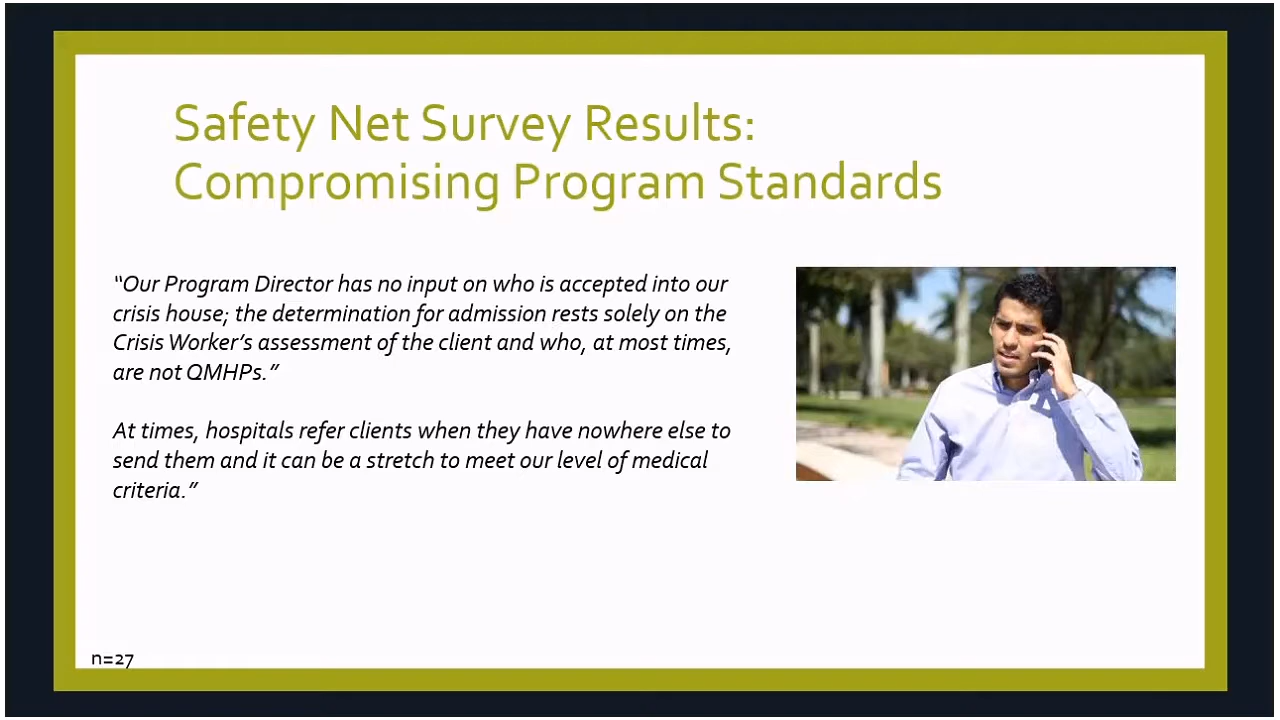 Safety Net Survey Results:
Compromising Program Standards
“Our Program Director has no input on who is accepted into our
crisis house; the determination for admission rests solely on the
Crisis Worker’s assessment of the client and who, at most times,
are not QMHPs.”
At times, hospitals refer clients when they have nowhere else to
send them and it can be a stretch to meet our level of medical
criteria.”
n=27